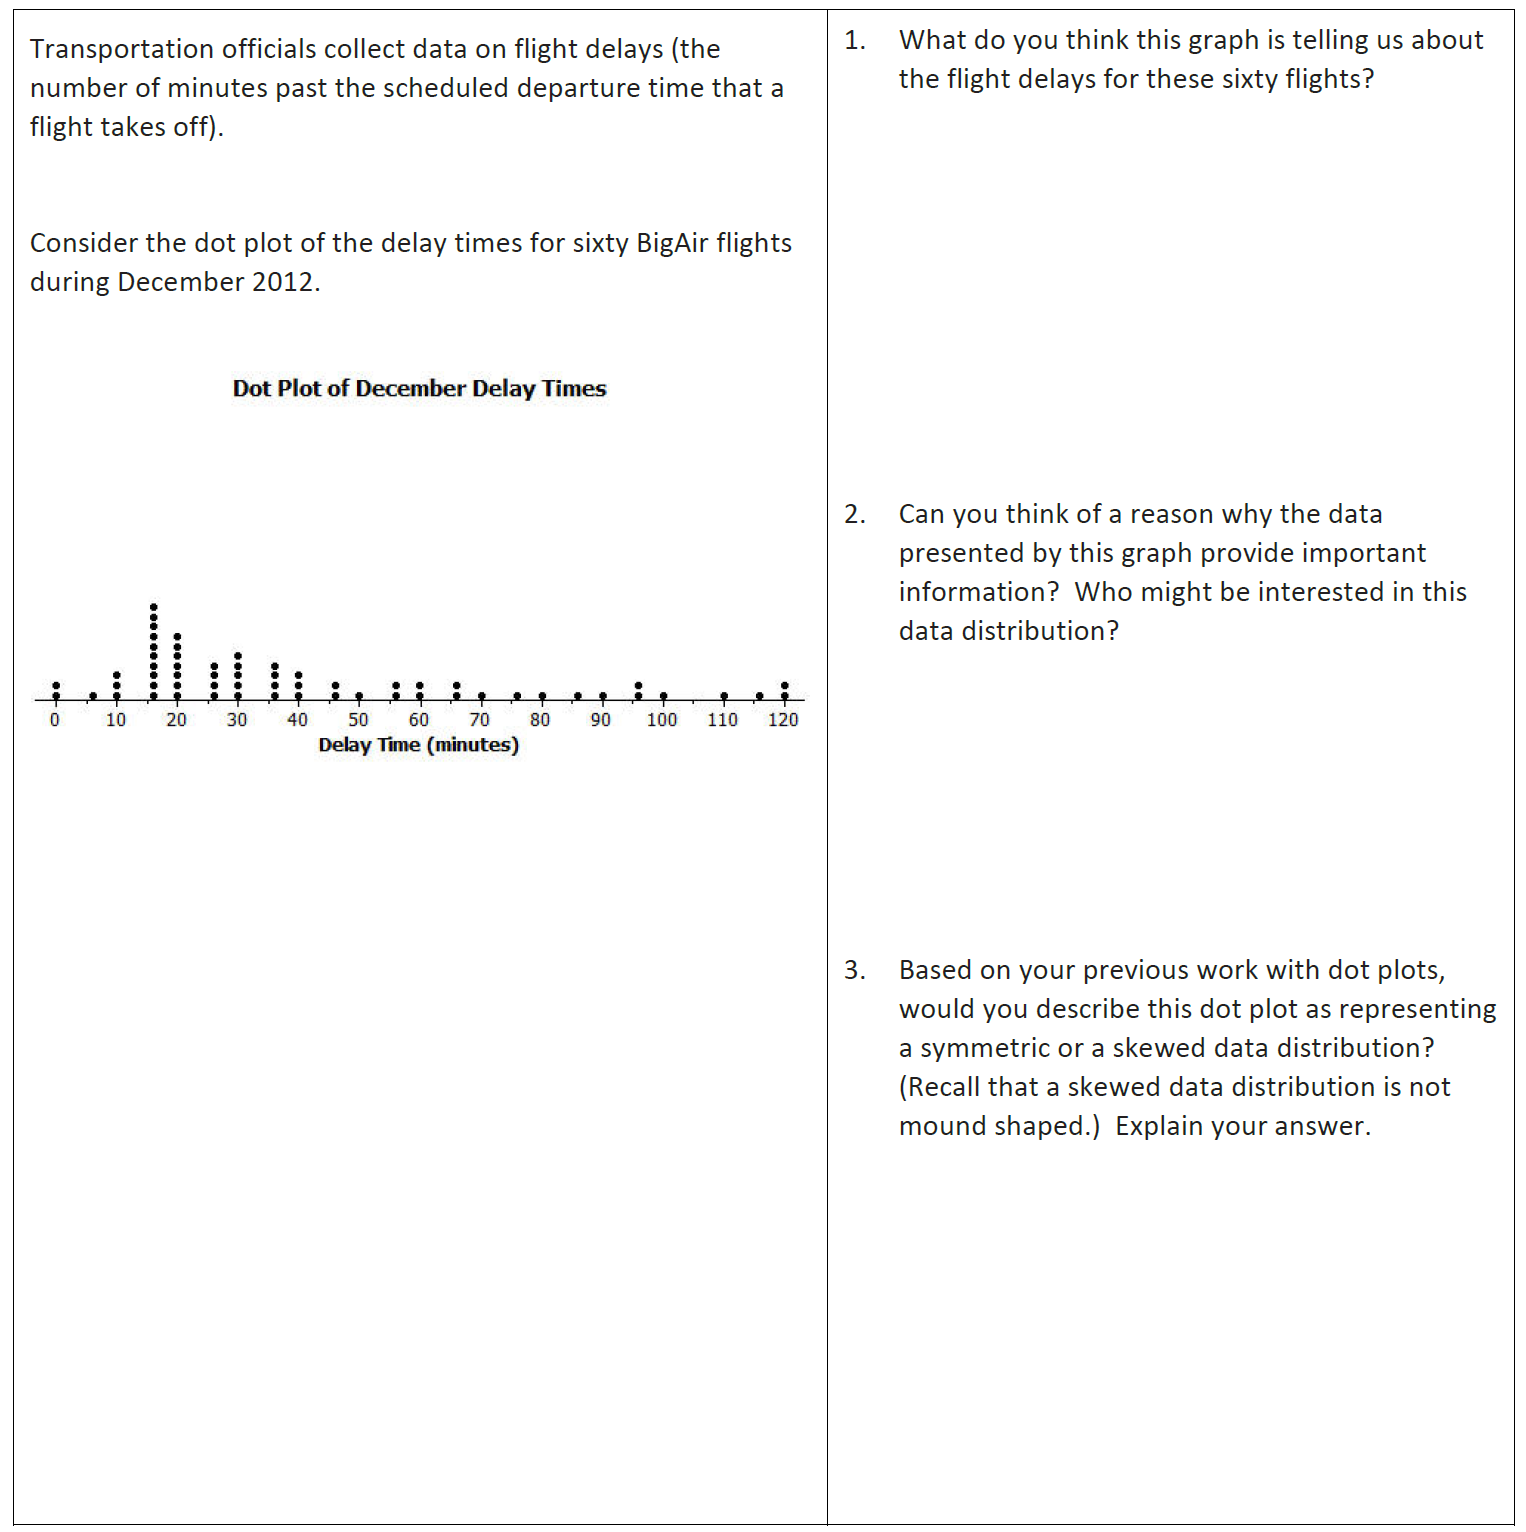 Transportation officials collect data on flight delays (the
number of minutes past the scheduled departure time that a
flight takes off).
Consider the dot plot of the delay times for sixty BigAir flights
during December 2012.
Dot Plot of December Delay Times
0 10 20 30 40 50 60 70 80 90 100 110 120
Delay Time (minutes)
1. What do you think this graph is telling us about
the flight delays for these sixty flights?
2. Can you think of a reason why the data
presented by this graph provide important
information? Who might be interested in this
data distribution?
3. Based on your previous work with dot plots,
would you describe this dot plot as representing
a symmetric or a skewed data distribution?
(Recall that a skewed data distribution is not
mound shaped.) Explain your answer.